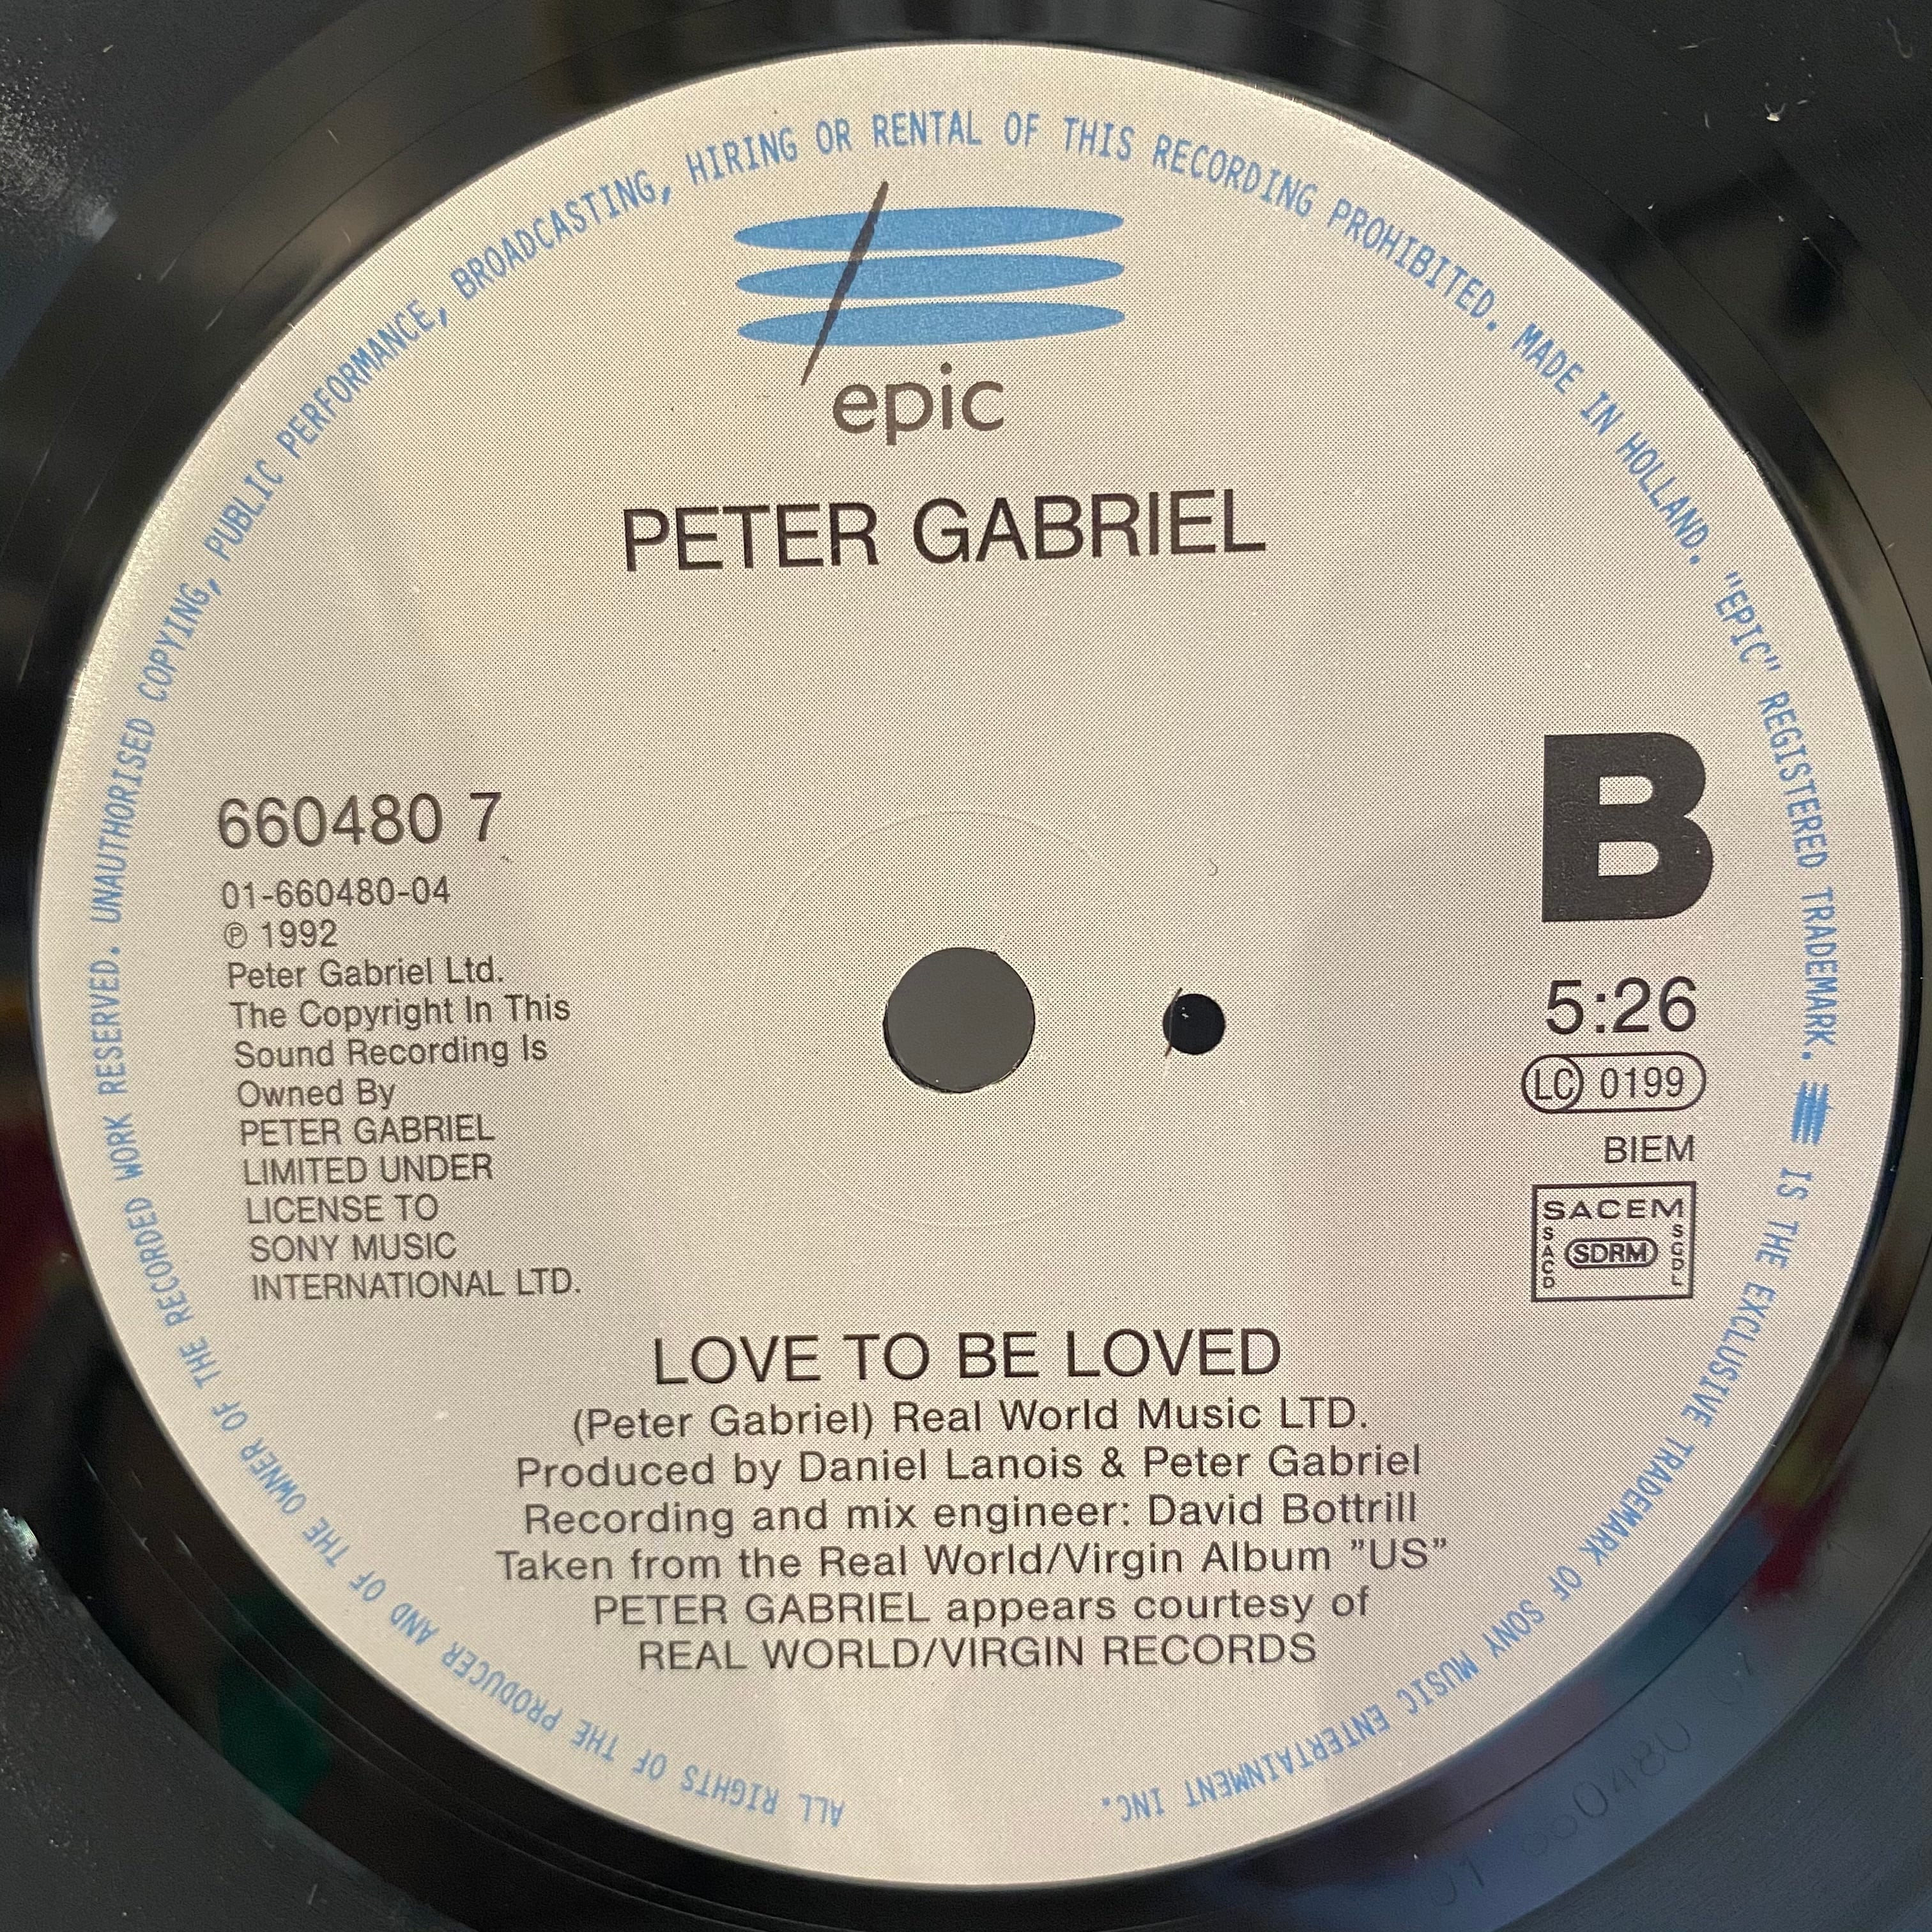 ALL RIGHTS OF THE PRODUCER AND OF THE OWNER OF THE RECORDED WORK RESERVED. UNAUTHORISED COPYING, PUBLIC PERFORMANCE, BROADCASTING, HIRING OR RENTAL OF THIS RECORDING PROHIBITED. MADE IN HOLLAND. "EPIC" REGISTERED TRADEMARK. IS THE EXCLUSIVE TRADEMARK OF SONY MUSIC ENTERTAINMENT INC.
epic
PETER GABRIEL
660480 7
01-660480-04
℗ 1992
Peter Gabriel Ltd.
The Copyright In This
Sound Recording Is
Owned By
PETER GABRIEL
LIMITED UNDER
LICENSE TO
SONY MUSIC
INTERNATIONAL LTD.
B
5:26
LC 0199
BIEM
SACEM
SACD
SDRM
SGDL
LOVE TO BE LOVED
(Peter Gabriel) Real World Music LTD.
Produced by Daniel Lanois & Peter Gabriel
Recording and mix engineer: David Bottrill
Taken from the Real World/Virgin Album ”US”
PETER GABRIEL appears courtesy of
REAL WORLD/VIRGIN RECORDS